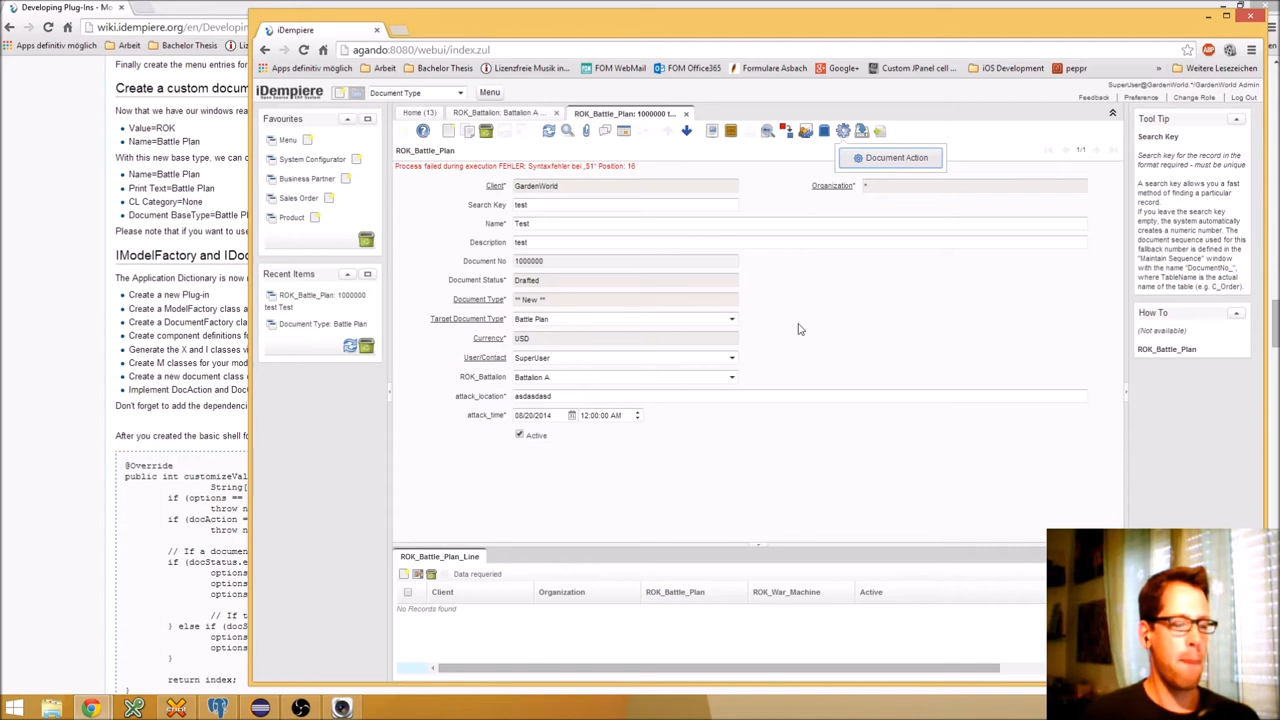 Developing Plug-Ins - Mo
wiki.idempiere.org/en/Developin
Apps definitiv möglich Arbeit Bachelor Thesis Liz
Finally create the menu entries for
Create a custom docum
Now that we have our windows rea
Value=ROK
Name=Battle Plan
With this new base type, we can c
Name=Battle Plan
Print Text=Battle Plan
CL Category=None
Document BaseType=Battle Pl
Please note that if you want to use
IModelFactory and IDo
The Application Dictionary is now
Create a new Plug-in
Create a ModelFactory class a
Create a DocumentFactory cla
Create component definitions fo
Generate the X and I classes vi
Create M classes for your mod
Create a new document class
Implement DocAction and DocO
Don't forget to add the dependenci
After you created the basic shell fo
@Override
public int customizeVal
String[
if (options ==
throw n
if (docAction =
throw n
// If a documen
if (docStatus.e
options
options
options
// If t
} else if (docS
options
options
}
return index;
}
iDempiere
agando:8080/webui/index.zul
Apps definitiv möglich Arbeit Bachelor Thesis Lizenzfreie Musik in... FOM WebMail FOM Office365 Formulare Asbach Google+ Custom JPanel cell ... iOS Development peppr » Weitere Lesezeichen
iDempiere Document Type Menu
SuperUser@GardenWorld.*/GardenWorld Admin
Feedback Preference Change Role Log Out
Favourites
Menu
System Configurator
Business Partner
Sales Order
Product
Recent Items
ROK_Battle_Plan: 1000000
test Test
Document Type: Battle Plan
Home (13) ROK_Battalion: Battalion A ... ROK_Battle_Plan: 1000000 t...
ROK_Battle_Plan
Document Action
1/1
Process failed during execution FEHLER: Syntaxfehler bei „$1“ Position: 16
Client* GardenWorld Organization* *
Search Key test
Name* Test
Description test
Document No 1000000
Document Status* Drafted
Document Type* ** New **
Target Document Type* Battle Plan
Currency* USD
User/Contact SuperUser
ROK_Battalion* Battalion A
attack_location* asdasdasd
attack_time* 08/20/2014 12:00:00 AM
Active
ROK_Battle_Plan_Line
Data requeried
Client Organization ROK_Battle_Plan ROK_War_Machine Active
No Records found
Tool Tip
Search Key
Search key for the record in the
format required - must be unique
A search key allows you a fast
method of finding a particular
record.
If you leave the search key
empty, the system automatically
creates a numeric number. The
document sequence used for this
fallback number is defined in the
"Maintain Sequence" window
with the name "DocumentNo_",
where TableName is the actual
name of the table (e.g. C_Order).
How To
(Not available)
ROK_Battle_Plan